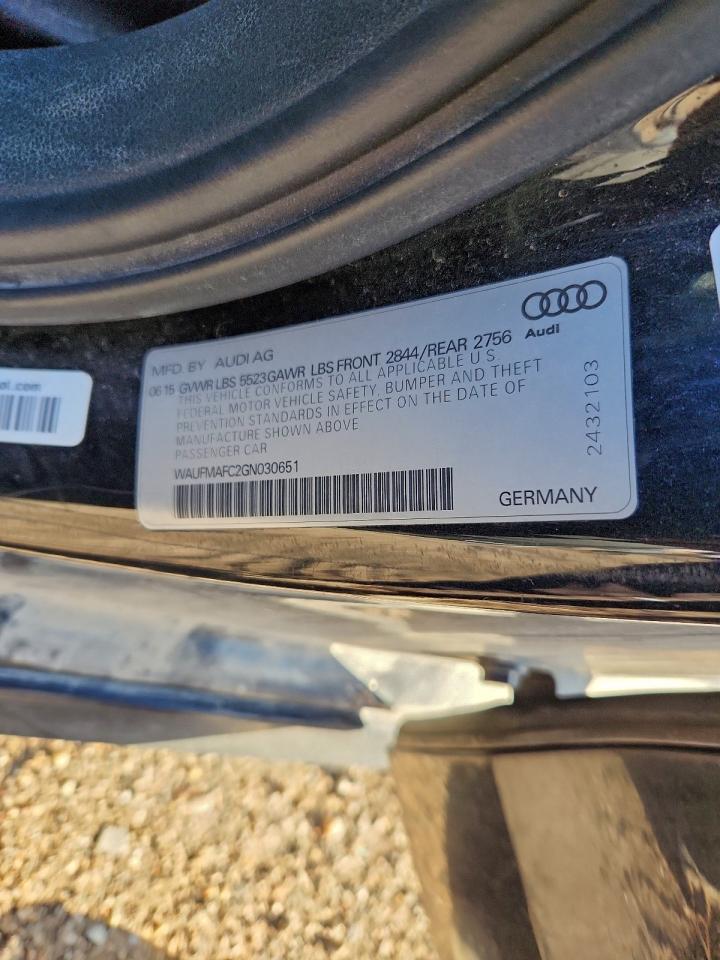 Audi
MFD. BY AUDI AG
06 15 GVWR LBS 5523 GAWR LBS FRONT 2844/REAR 2756
THIS VEHICLE CONFORMS TO ALL APPLICABLE U.S.
FEDERAL MOTOR VEHICLE SAFETY, BUMPER AND THEFT
PREVENTION STANDARDS IN EFFECT ON THE DATE OF
MANUFACTURE SHOWN ABOVE
PASSENGER CAR
WAUFMAFC2GN030651
GERMANY
2432103